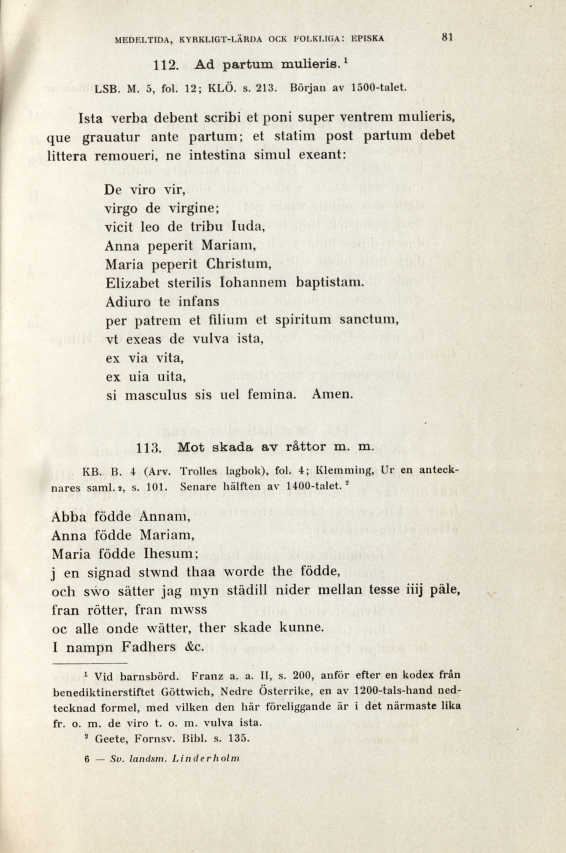 MEDELTIDA, KYRKLIGT-LÄRDA OCK FOLKLIGA: EPISKA 81
112. Ad partum mulieris.¹
LSB. M. 5, fol. 12; KLÖ. s. 213. Början av 1500-talet.
Ista verba debent scribi et poni super ventrem mulieris,
que grauatur ante partum; et statim post partum debet
littera remoueri, ne intestina simul exeant:
De viro vir,
virgo de virgine;
vicit leo de tribu Iuda,
Anna peperit Mariam,
Maria peperit Christum,
Elizabet sterilis Iohannem baptistam.
Adiuro te infans
per patrem et filium et spiritum sanctum,
vt exeas de vulva ista,
ex via vita,
ex uia uita,
si masculus sis uel femina. Amen.
113. Mot skada av råttor m. m.
KB. B. 4 (Arv. Trolles lagbok), fol. 4; Klemming, Ur en anteck-
nares saml. 2, s. 101. Senare hälften av 1400-talet.²
Abba födde Annam,
Anna födde Mariam,
Maria födde Ihesum;
j en signad stwnd thaa worde the födde,
och swo sätter jag myn städill nider mellan tesse iiij päle,
fran rötter, fran mwss
oc alle onde wätter, ther skade kunne.
I nampn Fadhers &c.
¹ Vid barnsbörd. Franz a. a. II, s. 200, anför efter en kodex från
benediktinerstiftet Göttwich, Nedre Österrike, en av 1200-tals-hand ned-
tecknad formel, med vilken den här föreliggande är i det närmaste lika
fr. o. m. de viro t. o. m. vulva ista.
² Geete, Fornsv. Bibl. s. 135.
6 — Sv. landsm. Linderholm